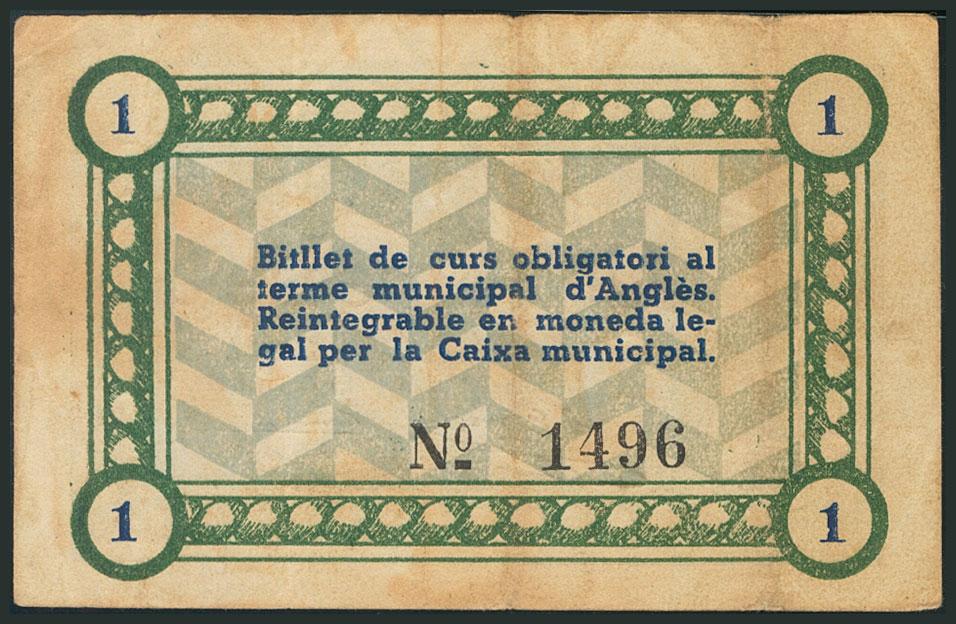 1 1
Bitllet de curs obligatori al
terme municipal d'Anglès.
Reintegrable en moneda le-
gal per la Caixa municipal.
Nº 1496
1 1